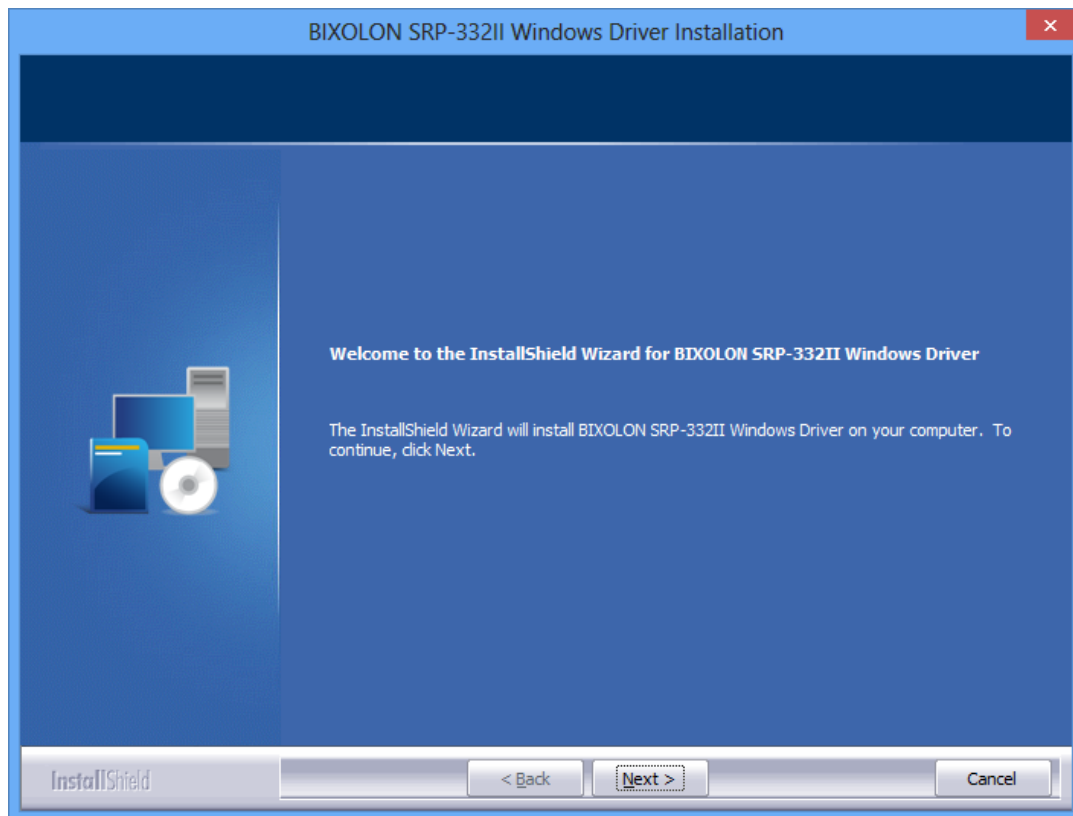 BIXOLON SRP-332II Windows Driver Installation
Welcome to the InstallShield Wizard for BIXOLON SRP-332II Windows Driver
The InstallShield Wizard will install BIXOLON SRP-332II Windows Driver on your computer.  To
continue, click Next.
InstallShield
< Back
Next >
Cancel